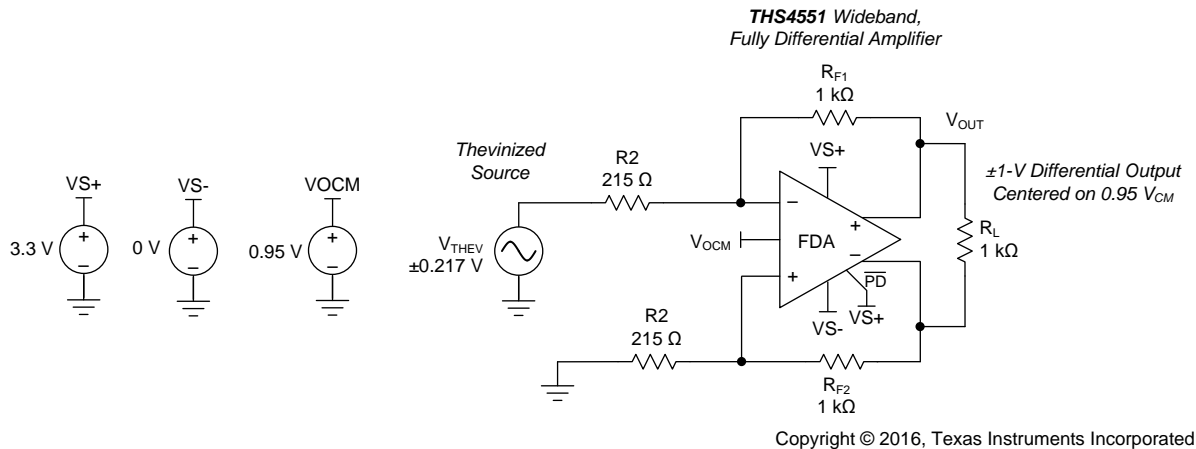 THS4551 Wideband,
Fully Differential Amplifier
RF1
1 kΩ
VOUT
Thevinized
Source
R2
215 Ω
VS+
VS+
VS-
VOCM
±1-V Differential Output
Centered on 0.95 VCM
3.3 V
+
−
0 V
+
−
0.95 V
+
−
VTHEV
±0.217 V
VOCM
−
FDA
+
+
−
RL
1 kΩ
PD
VS-
VS+
R2
215 Ω
RF2
1 kΩ
Copyright © 2016, Texas Instruments Incorporated